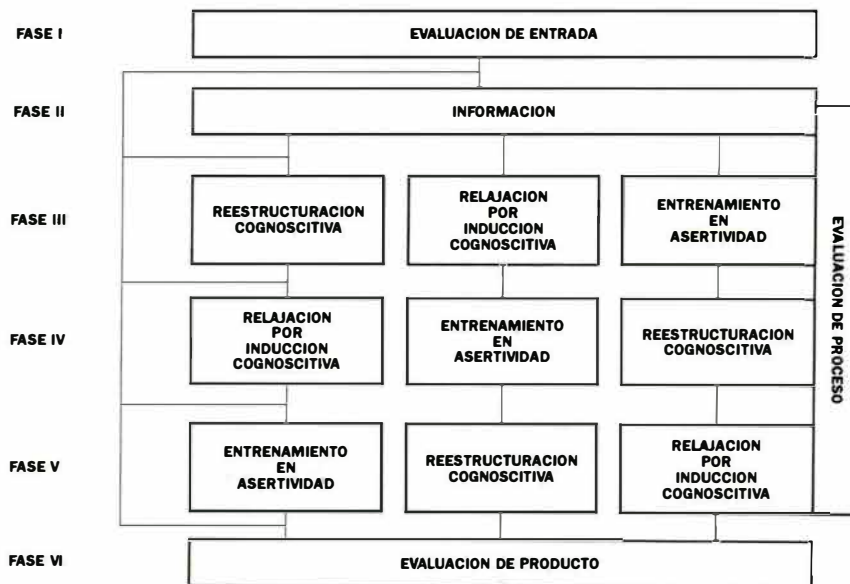 FASE I
EVALUACION DE ENTRADA
FASE II
INFORMACION
FASE III
REESTRUCTURACION
COGNOSCITIVA
RELAJACION
POR
INDUCCION
COGNOSCITIVA
ENTRENAMIENTO
EN
ASERTIVIDAD
FASE IV
RELAJACION
POR
INDUCCION
COGNOSCITIVA
ENTRENAMIENTO
EN
ASERTIVIDAD
REESTRUCTURACION
COGNOSCITIVA
FASE V
ENTRENAMIENTO
EN
ASERTIVIDAD
REESTRUCTURACION
COGNOSCITIVA
RELAJACION
POR
INDUCCION
COGNOSCITIVA
EVALUACION DE PROCESO
FASE VI
EVALUACION DE PRODUCTO